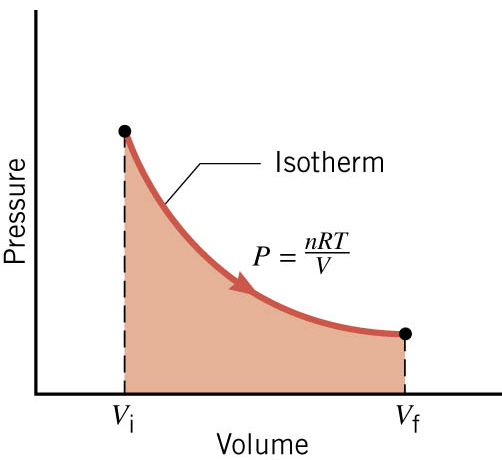 Pressure
Isotherm
P = nRT/V
Vi
Vf
Volume